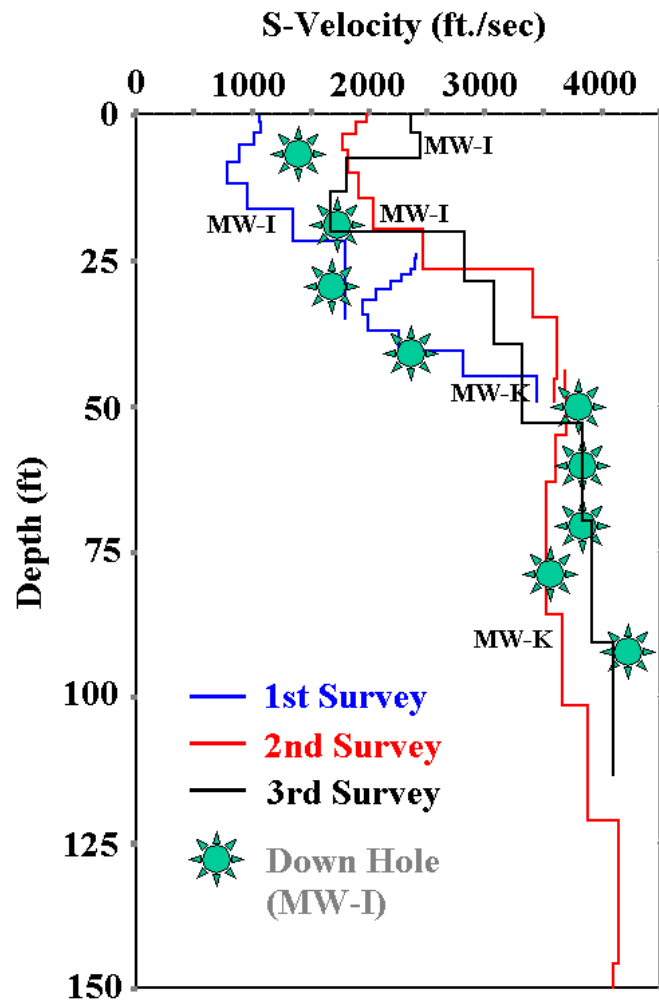 S-Velocity (ft./sec)
0 1000 2000 3000 4000
0
MW-I
MW-I MW-I
25
MW-K
50
Depth (ft)
75
MW-K
100
1st Survey
2nd Survey
3rd Survey
125
Down Hole
(MW-I)
150